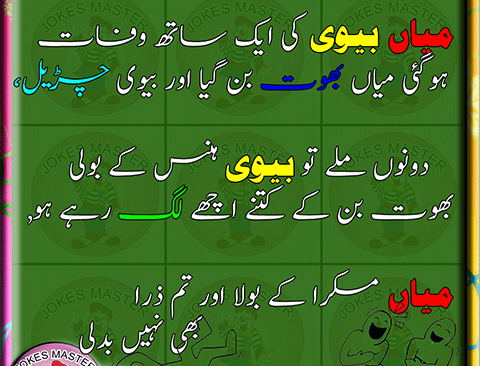 میاں بیوی کی ایک ساتھ وفات
ہوگئی میاں بھوت بن گیا اور بیوی چڑیل،
دونوں ملے تو بیوی ہنس کے بولی
بھوت بن کے کتنے اچھے لگ رہے ہو,
میاں مسکرا کے بولا اور تم ذرا
بھی نہیں بدلی
JOKES MASTER